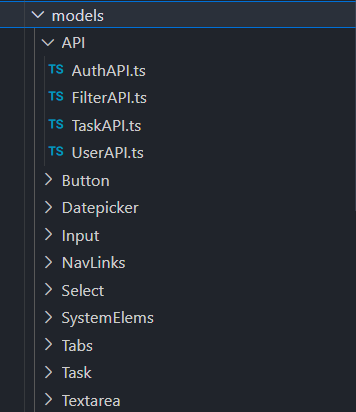 models
API
TS AuthAPI.ts
TS FilterAPI.ts
TS TaskAPI.ts
TS UserAPI.ts
Button
Datepicker
Input
NavLinks
Select
SystemElems
Tabs
Task
Textarea